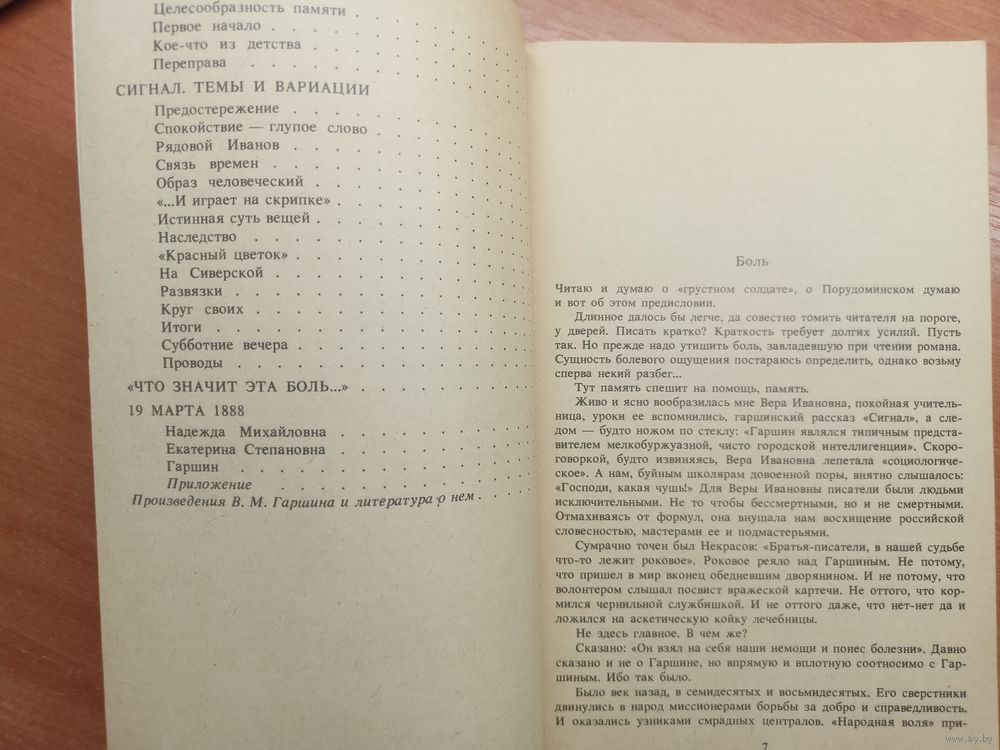 Целесообразность памяти . . . . . . .
Первое начало . . . . . . . . . .
Кое-что из детства . . . . . . . .
Переправа . . . . . . . . . . .
СИГНАЛ. ТЕМЫ И ВАРИАЦИИ
Предостережение . . . . . . . . .
Спокойствие — глупое слово . . . . . .
Рядовой Иванов . . . . . . . . . .
Связь времен . . . . . . . . . . .
Образ человеческий . . . . . . . . .
«...И играет на скрипке» . . . . . . . .
Истинная суть вещей . . . . . . . . .
Наследство . . . . . . . . . . . .
«Красный цветок» . . . . . . . . . .
На Сиверской . . . . . . . . . . .
Развязки . . . . . . . . . . . . .
Круг своих . . . . . . . . . . . .
Итоги . . . . . . . . . . . . . .
Субботние вечера . . . . . . . . . .
Проводы . . . . . . . . . . . . .
«ЧТО ЗНАЧИТ ЭТА БОЛЬ...» . . . . . . . .
19 МАРТА 1888
Надежда Михайловна . . . . . . . .
Екатерина Степановна . . . . . . . .
Гаршин . . . . . . . . . . . . .
Приложение . . . . . . . . . . .
Произведения В. М. Гаршина и литература о нем . . .
Боль
Читаю и думаю о «грустном солдате», о Порудоминском думаю
и вот об этом предисловии.
Длинное далось бы легче, да совестно томить читателя на пороге,
у дверей. Писать кратко? Краткость требует долгих усилий. Пусть
так. Но прежде надо утишить боль, завладевшую при чтении романа.
Сущность болевого ощущения постараюсь определить, однако возьму
сперва некий разбег...
Тут память спешит на помощь, память.
Живо и ясно вообразилась мне Вера Ивановна, покойная учитель-
ница, уроки ее вспомнились, гаршинский рассказ «Сигнал», а сле-
дом — будто ножом по стеклу: «Гаршин являлся типичным предста-
вителем мелкобуржуазной, чисто городской интеллигенции». Скоро-
говоркой, будто извиняясь, Вера Ивановна лепетала «социологиче-
ское». А нам, буйным школярам довоенной поры, внятно слышалось:
«Господи, какая чушь!» Для Веры Ивановны писатели были людьми
исключительными. Не то чтобы бессмертными, но и не смертными.
Отмахиваясь от формул, она внушала нам восхищение российской
словесностью, мастерами ее и подмастерьями.
Сумрачно точен был Некрасов: «Братья-писатели, в нашей судьбе
что-то лежит роковое». Роковое реяло над Гаршиным. Не потому,
что пришел в мир вконец обедневшим дворянином. И не потому, что
волонтером слышал посвист вражеской картечи. Не оттого, что кор-
мился чернильной службишкой. И не оттого даже, что нет-нет да и
ложился на аскетическую койку лечебницы.
Не здесь главное. В чем же?
Сказано: «Он взял на себя наши немощи и понес болезни». Давно
сказано и не о Гаршине, но впрямую и вплотную соотносимо с Гар-
шиным. Ибо так было.
Было век назад, в семидесятых и восьмидесятых. Его сверстники
двинулись в народ миссионерами борьбы за добро и справедливость.
И оказались узниками смрадных централов. «Народная воля» при-
7
www.ay.by